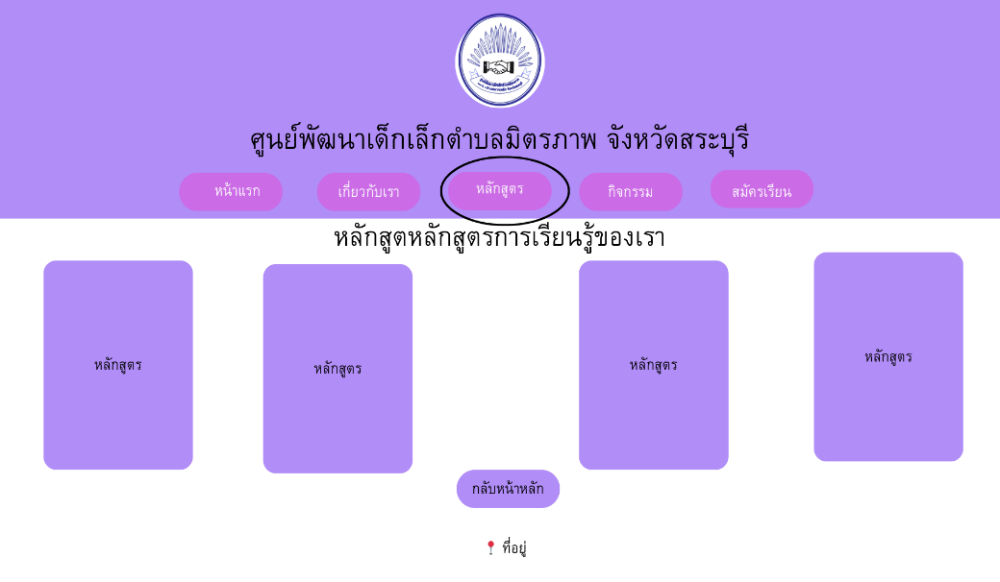 ศูนย์พัฒนาเด็กเล็กตำบลมิตรภาพ จังหวัดสระบุรี
หน้าแรก
เกี่ยวกับเรา
หลักสูตร
กิจกรรม
สมัครเรียน
หลักสูตหลักสูตรการเรียนรู้ของเรา
หลักสูตร
หลักสูตร
หลักสูตร
หลักสูตร
กลับหน้าหลัก
ที่อยู่